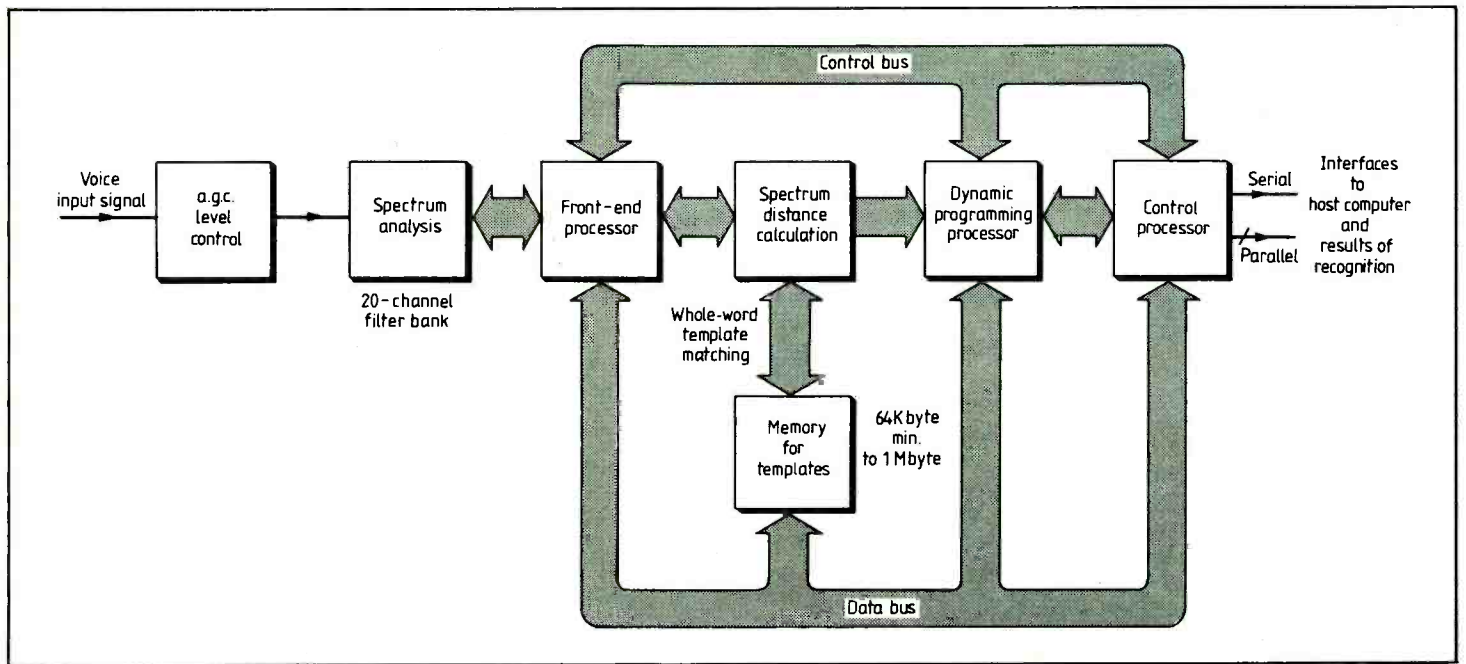 Control bus
Voice
input signal
a.g.c.
level
control
Spectrum
analysis
20-channel
filter bank
Front-end
processor
Spectrum
distance
calculation
Dynamic
programming
processor
Control
processor
Serial
Parallel
Interfaces
to
host computer
and
results of
recognition
Whole-word
template
matching
Memory
for
templates
64K byte
min.
to 1 Mbyte
Data bus